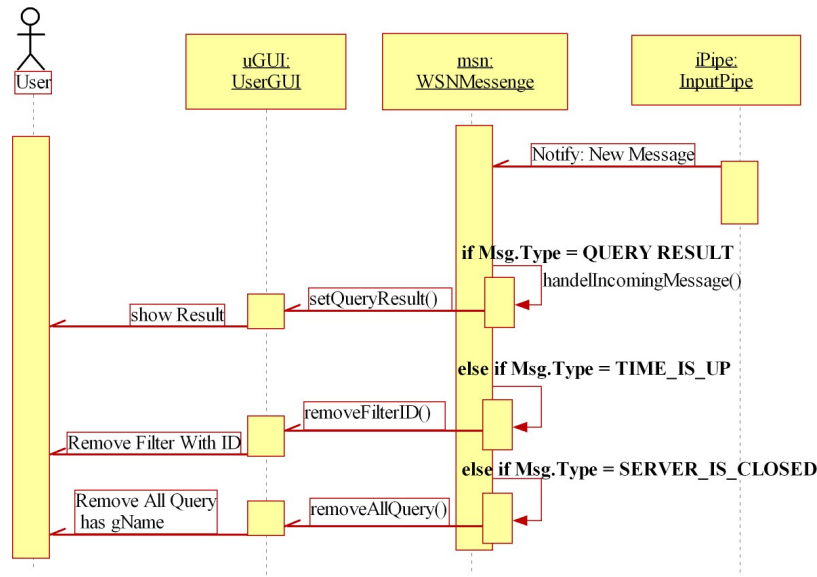 User
uGUI:
UserGUI
msn:
WSNMessenge
iPipe:
InputPipe
Notify: New Message
if Msg.Type = QUERY RESULT
handelIncomingMessage()
setQueryResult()
show Result
else if Msg.Type = TIME_IS_UP
removeFilterID()
Remove Filter With ID
else if Msg.Type = SERVER_IS_CLOSED
Remove All Query
has gName
removeAllQuery()